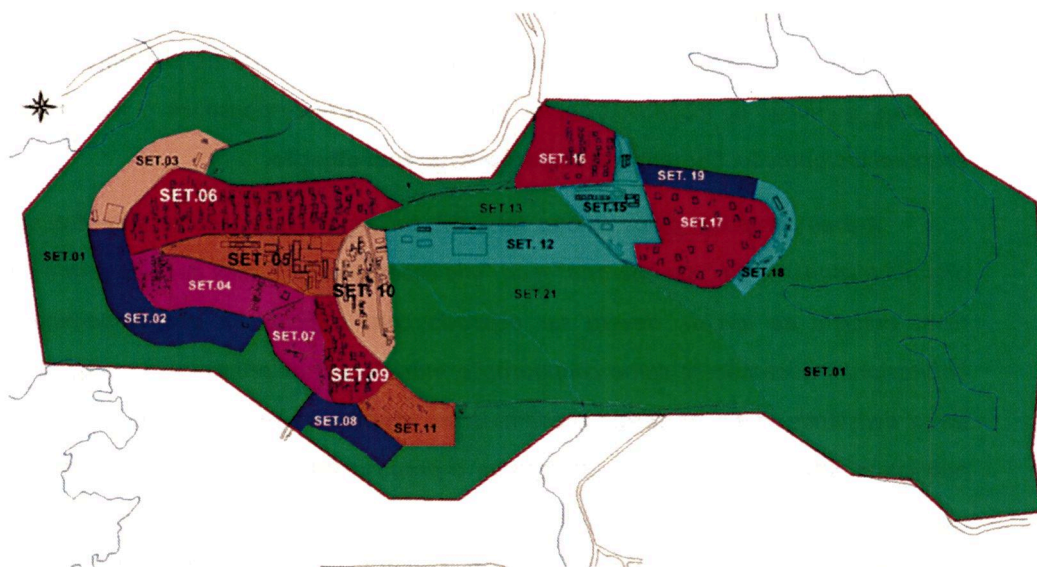 SET.03
SET.06
SET. 16
SET. 19
SET.15
SET.13
SET.17
SET.01
SET. 05
SET. 12
SET.18
SET.04
SET. 10
SET.21
SET.02
SET.07
SET.09
SET.01
SET.08
SET.11